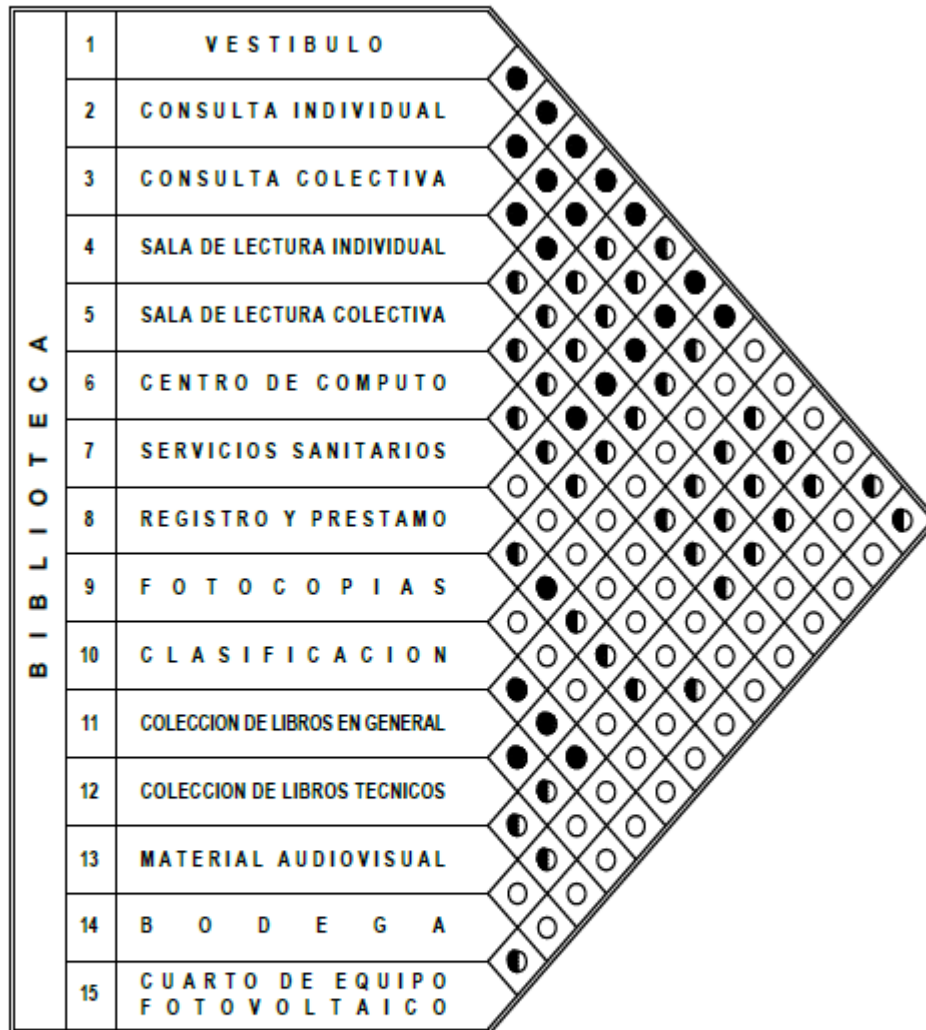 BIBLIOTECA
1 VESTIBULO
2 CONSULTA INDIVIDUAL
3 CONSULTA COLECTIVA
4 SALA DE LECTURA INDIVIDUAL
5 SALA DE LECTURA COLECTIVA
6 CENTRO DE COMPUTO
7 SERVICIOS SANITARIOS
8 REGISTRO Y PRESTAMO
9 FOTOCOPIAS
10 CLASIFICACION
11 COLECCION DE LIBROS EN GENERAL
12 COLECCION DE LIBROS TECNICOS
13 MATERIAL AUDIOVISUAL
14 BODEGA
15 CUARTO DE EQUIPO
FOTOVOLTAICO